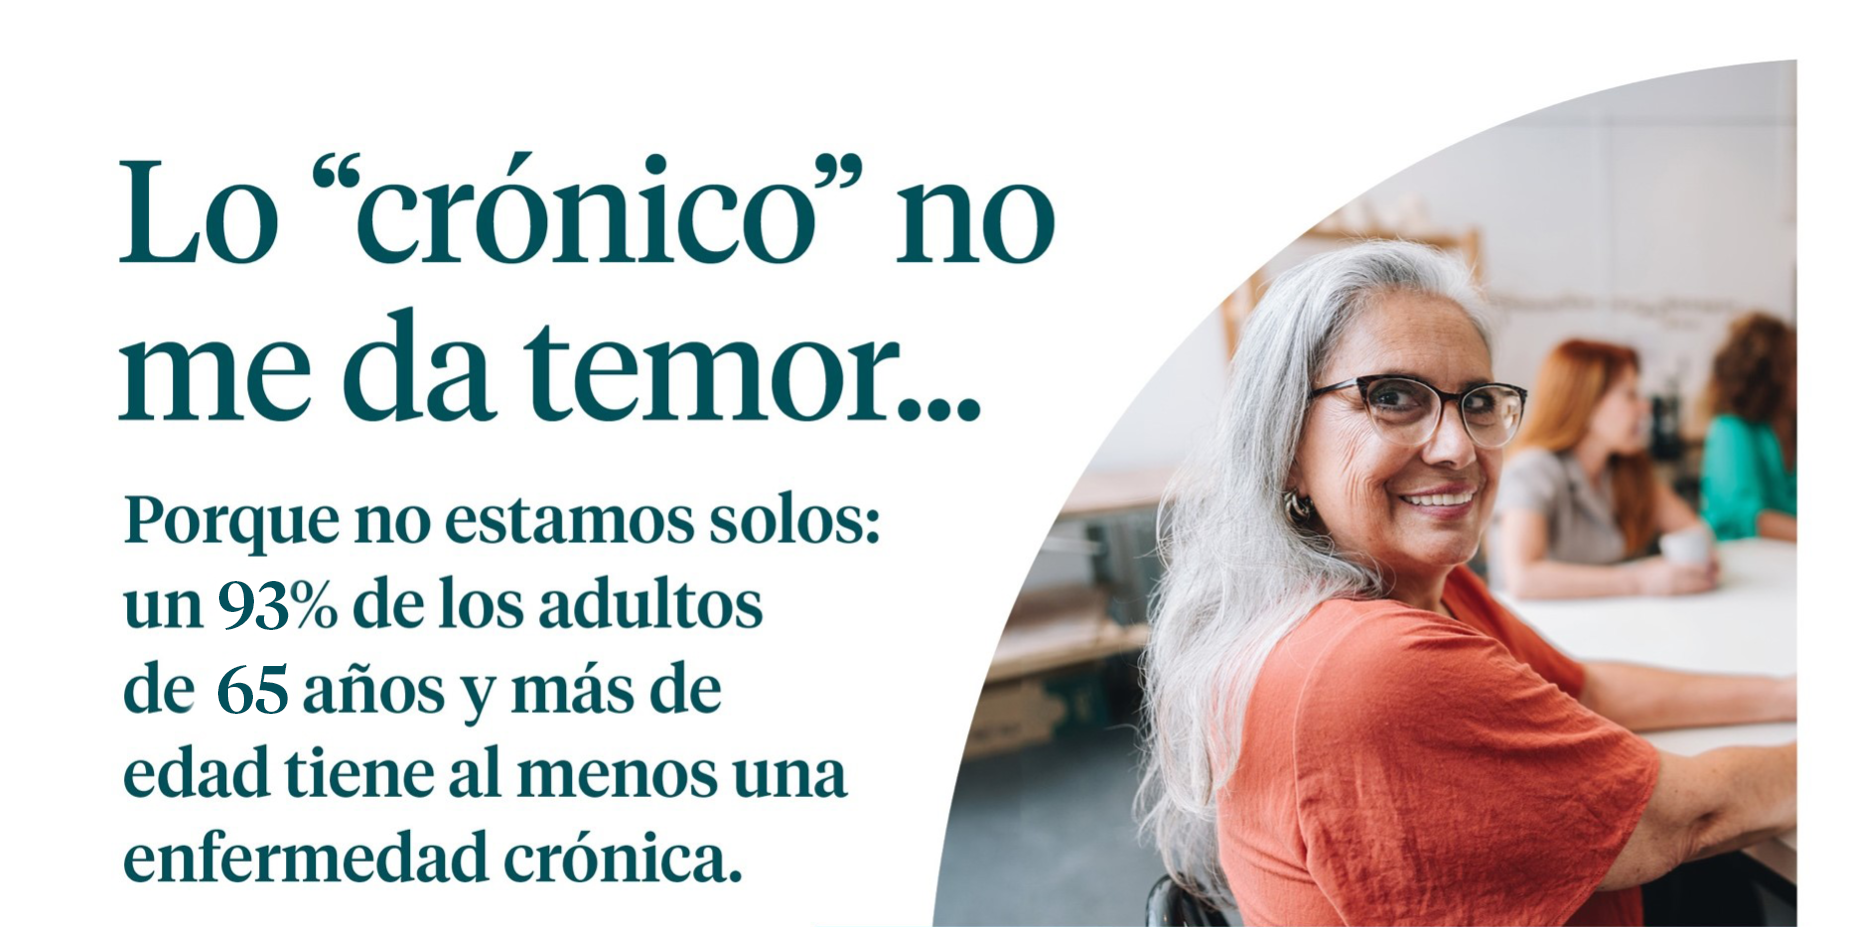 Lo “crónico” no
me da temor...
Porque no estamos solos:
un 93% de los adultos
de 65 años y más de
edad tiene al menos una
enfermedad crónica.